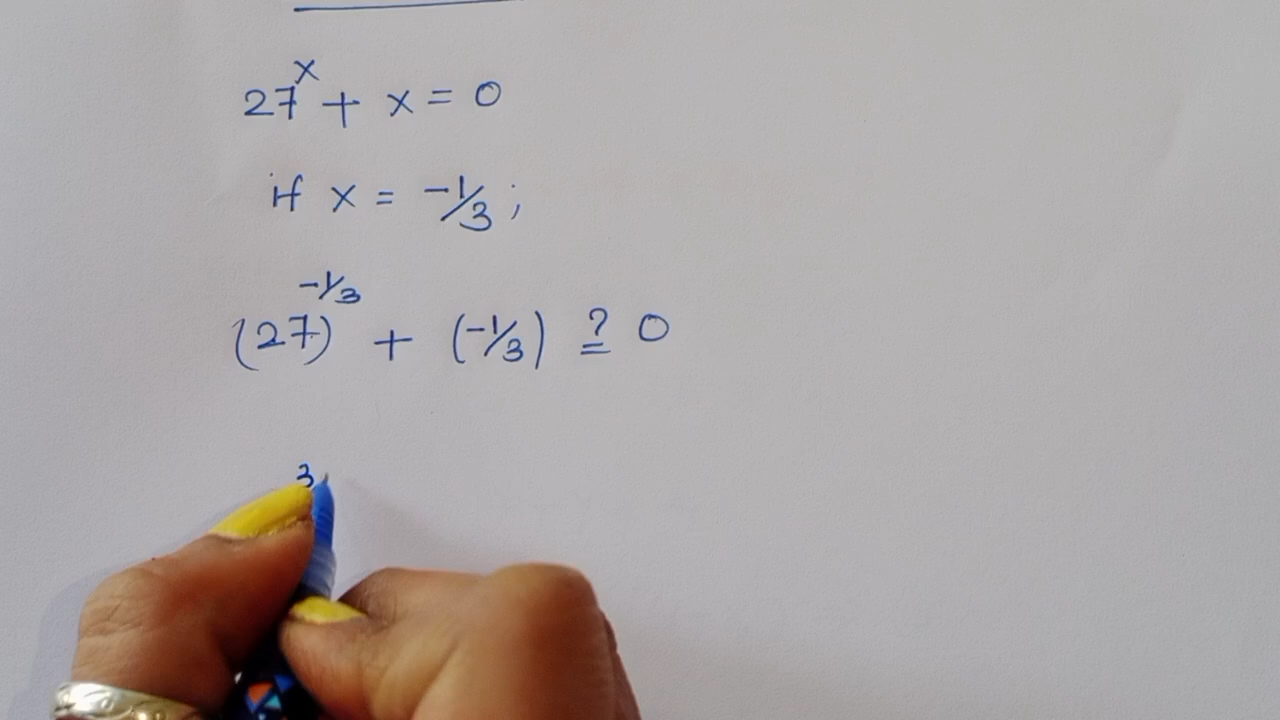 27^x + x = 0
if x = -1/3 ;
(27)^-1/3 + (-1/3) ≟ 0
3